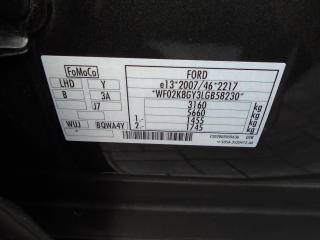 FoMoCo
LHD Y
B 3A
J7
WUJ BQWA4Y
FORD
e13*2007/46*2217
*WF02KBGY3LGB58230*
3160 kg
5660 kg
1- 1455 kg
2- 1745 kg